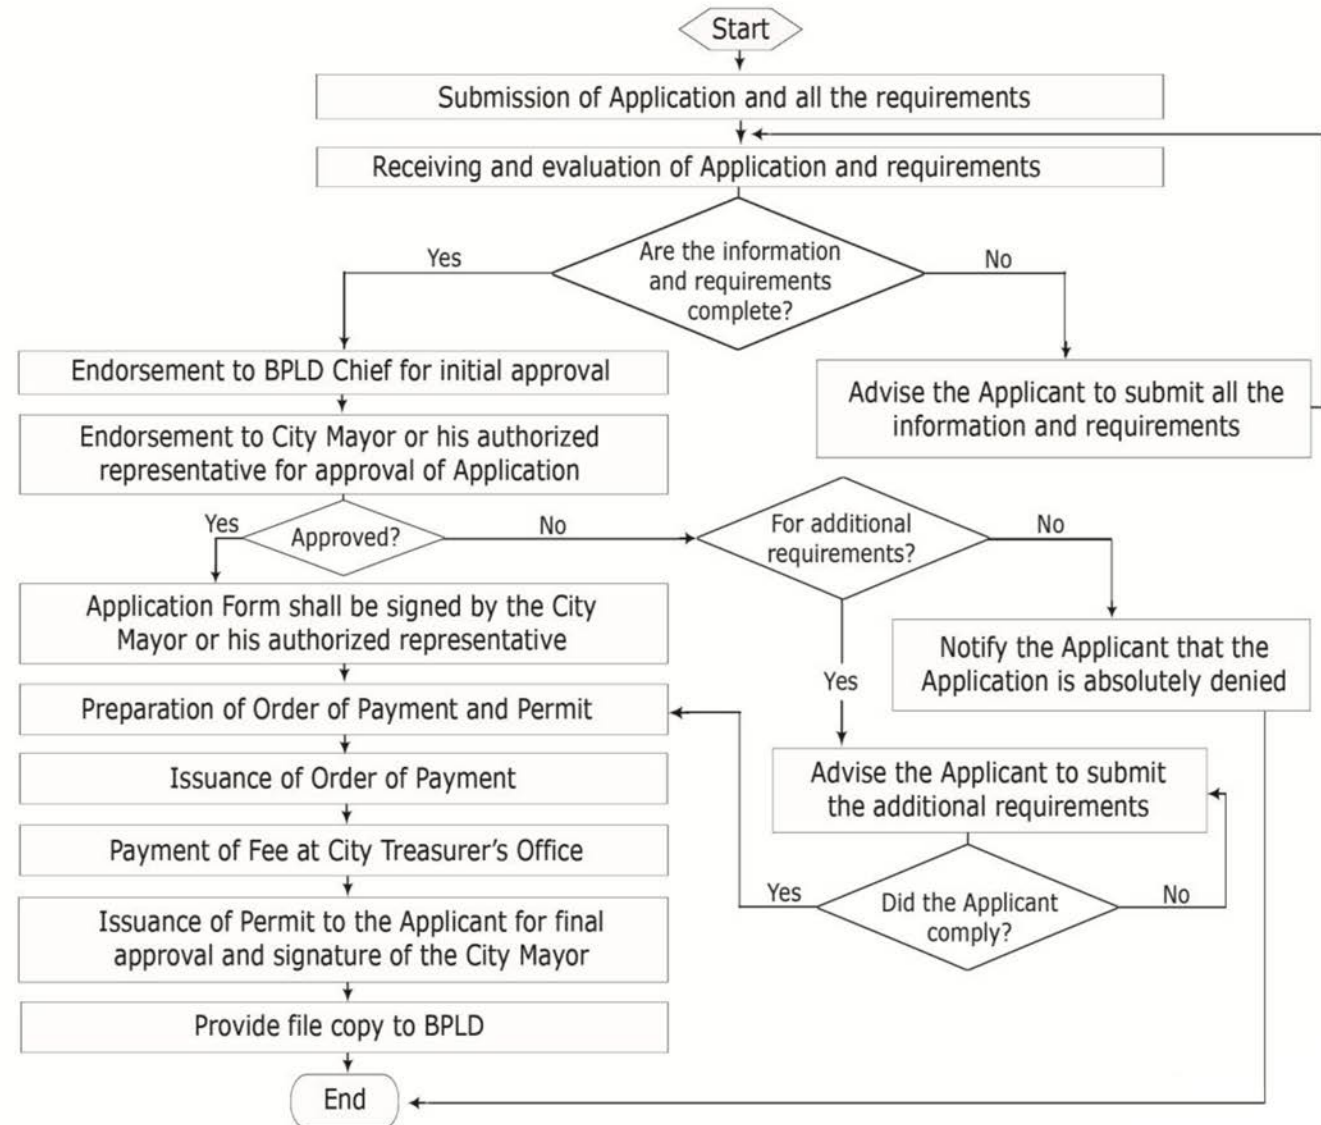 Start
Submission of Application and all the requirements
Receiving and evaluation of Application and requirements
Yes
Are the information
and requirements
complete?
No
Endorsement to BPLD Chief for initial approval
Advise the Applicant to submit all the
information and requirements
Endorsement to City Mayor or his authorized
representative for approval of Application
Yes
Approved?
No
For additional
requirements?
No
Application Form shall be signed by the City
Mayor or his authorized representative
Notify the Applicant that the
Application is absolutely denied
Yes
Preparation of Order of Payment and Permit
Issuance of Order of Payment
Advise the Applicant to submit
the additional requirements
Payment of Fee at City Treasurer’s Office
Yes
Did the Applicant
comply?
No
Issuance of Permit to the Applicant for final
approval and signature of the City Mayor
Provide file copy to BPLD
End